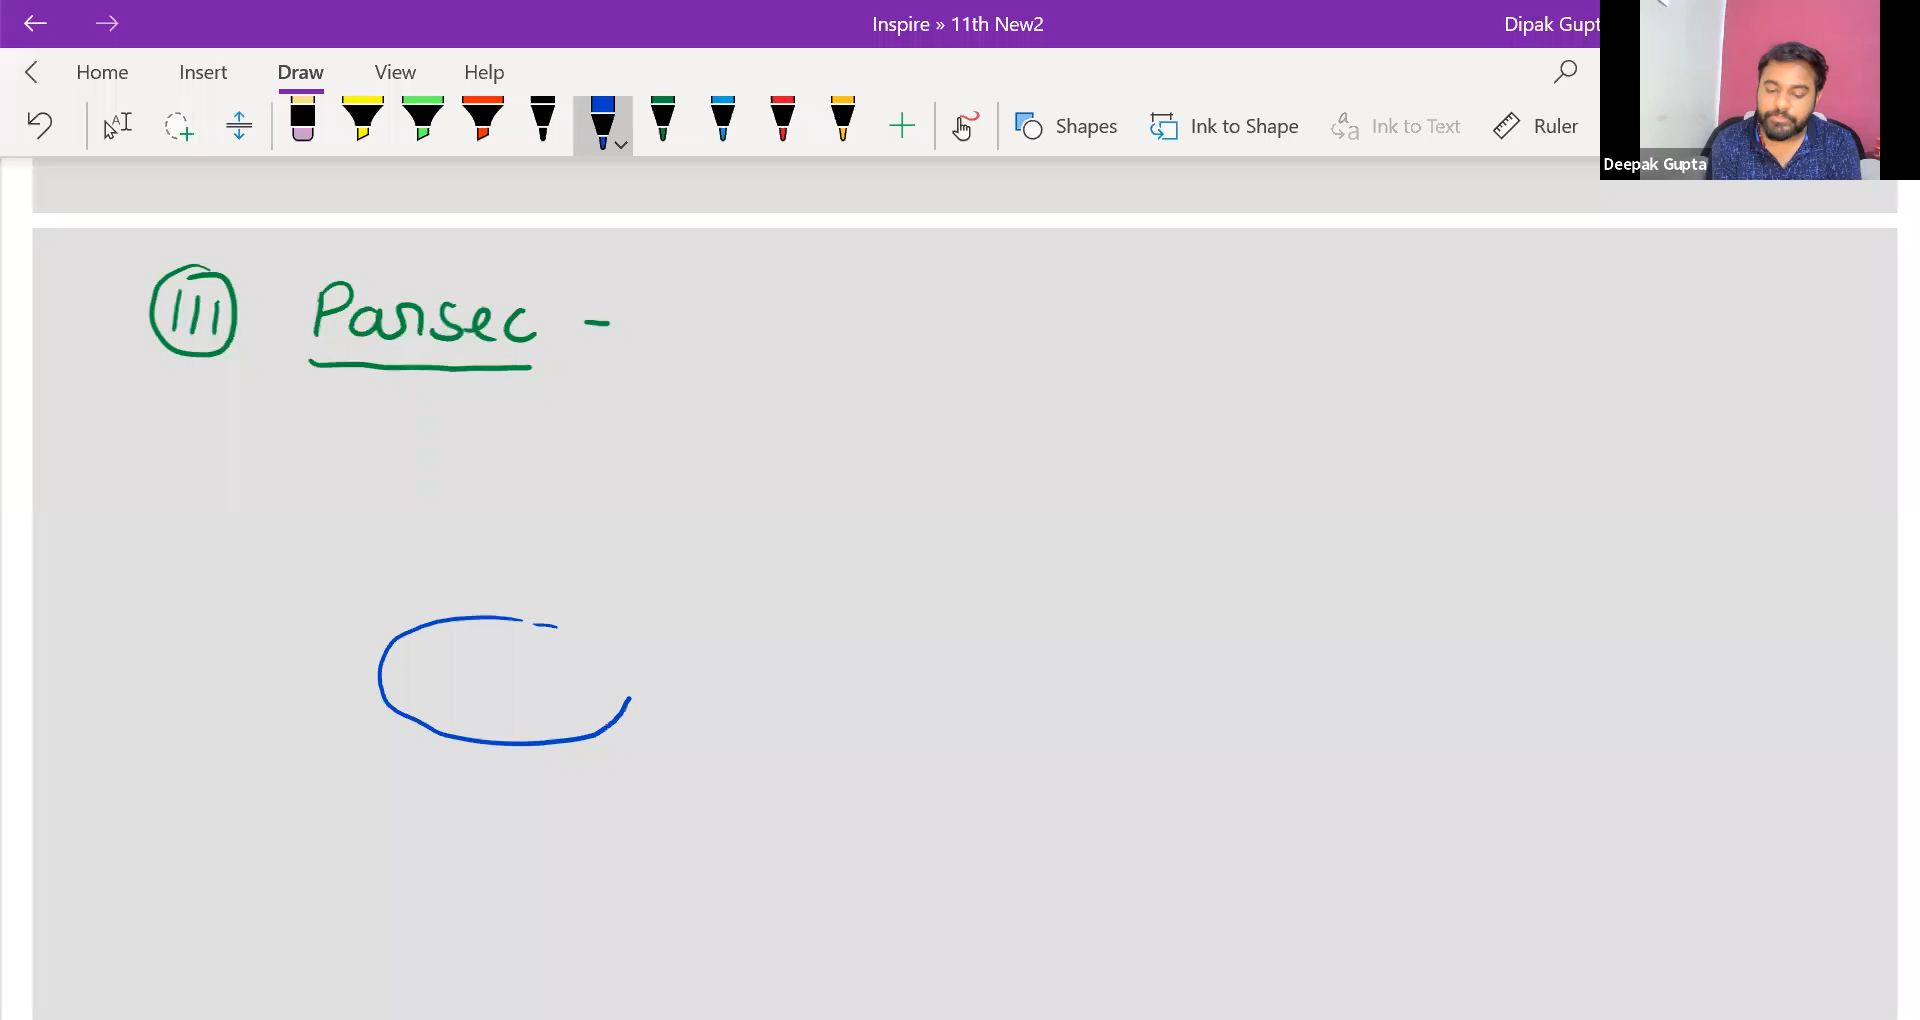 Inspire » 11th New2
Dipak Gupt
Home Insert Draw View Help
Shapes Ink to Shape Ink to Text Ruler
Deepak Gupta
III Parsec -